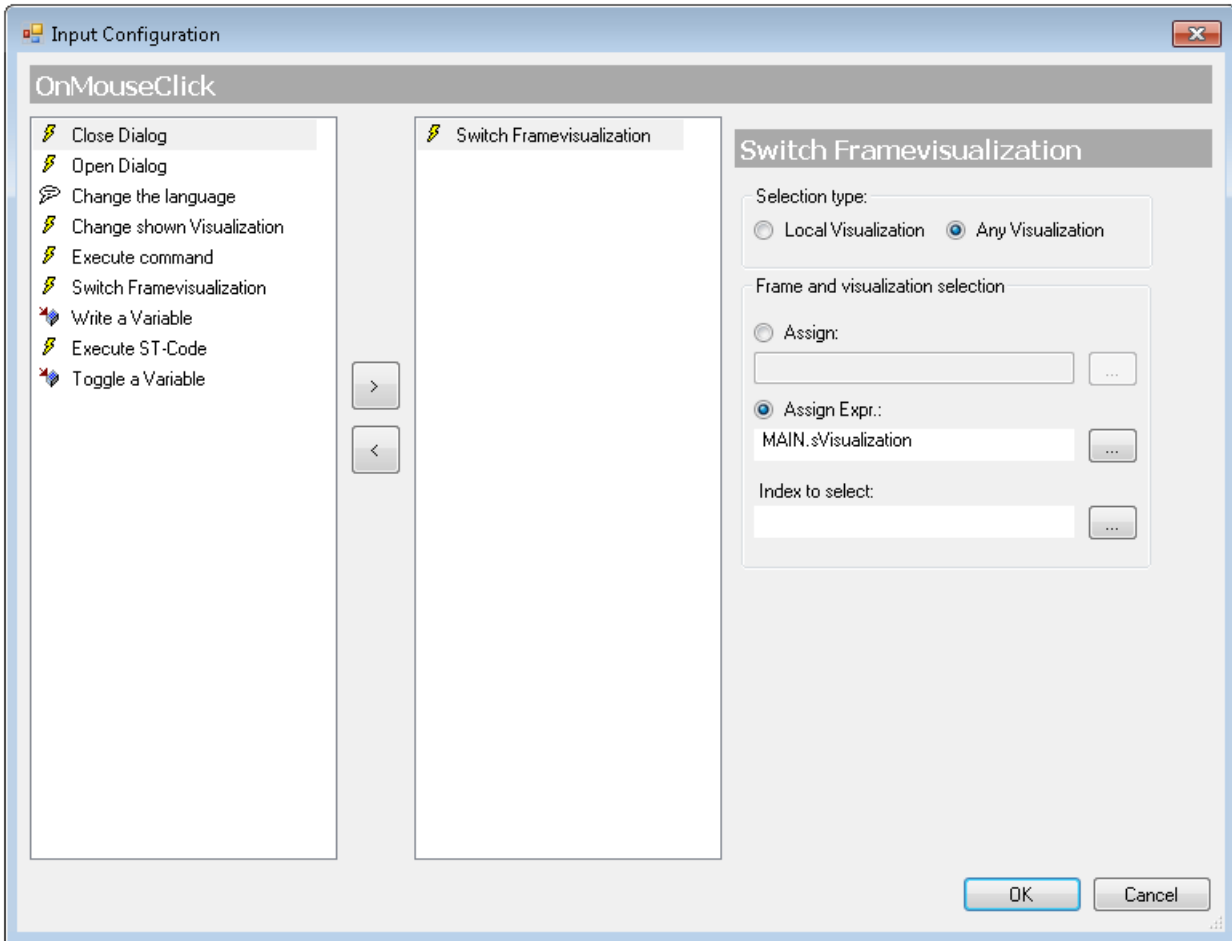 Input Configuration
OnMouseClick
Close Dialog
Open Dialog
Change the language
Change shown Visualization
Execute command
Switch Framevisualization
Write a Variable
Execute ST-Code
Toggle a Variable
>
<
Switch Framevisualization
Switch Framevisualization
Selection type:
Local Visualization Any Visualization
Frame and visualization selection
Assign:
...
Assign Expr.:
MAIN.sVisualization ...
Index to select:
...
OK Cancel